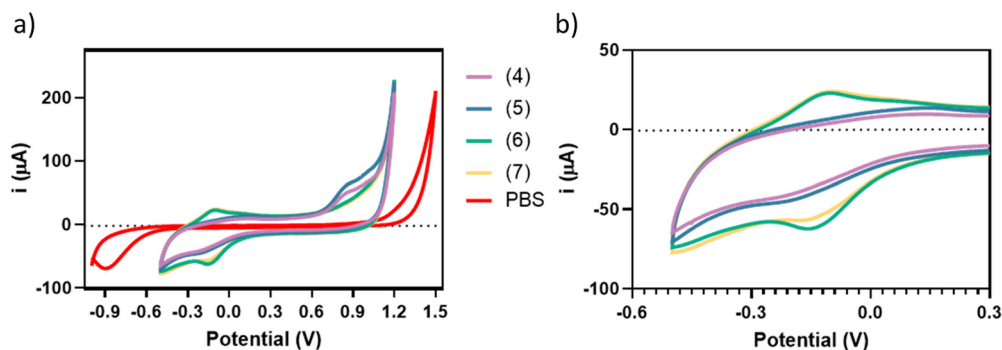 a)
200
100
0
-100
i (µA)
-0.9 -0.6 -0.3 0.0 0.3 0.6 0.9 1.2 1.5
Potential (V)
(4)
(5)
(6)
(7)
PBS
b)
50
0
-50
-100
i (µA)
-0.6 -0.3 0.0 0.3
Potential (V)